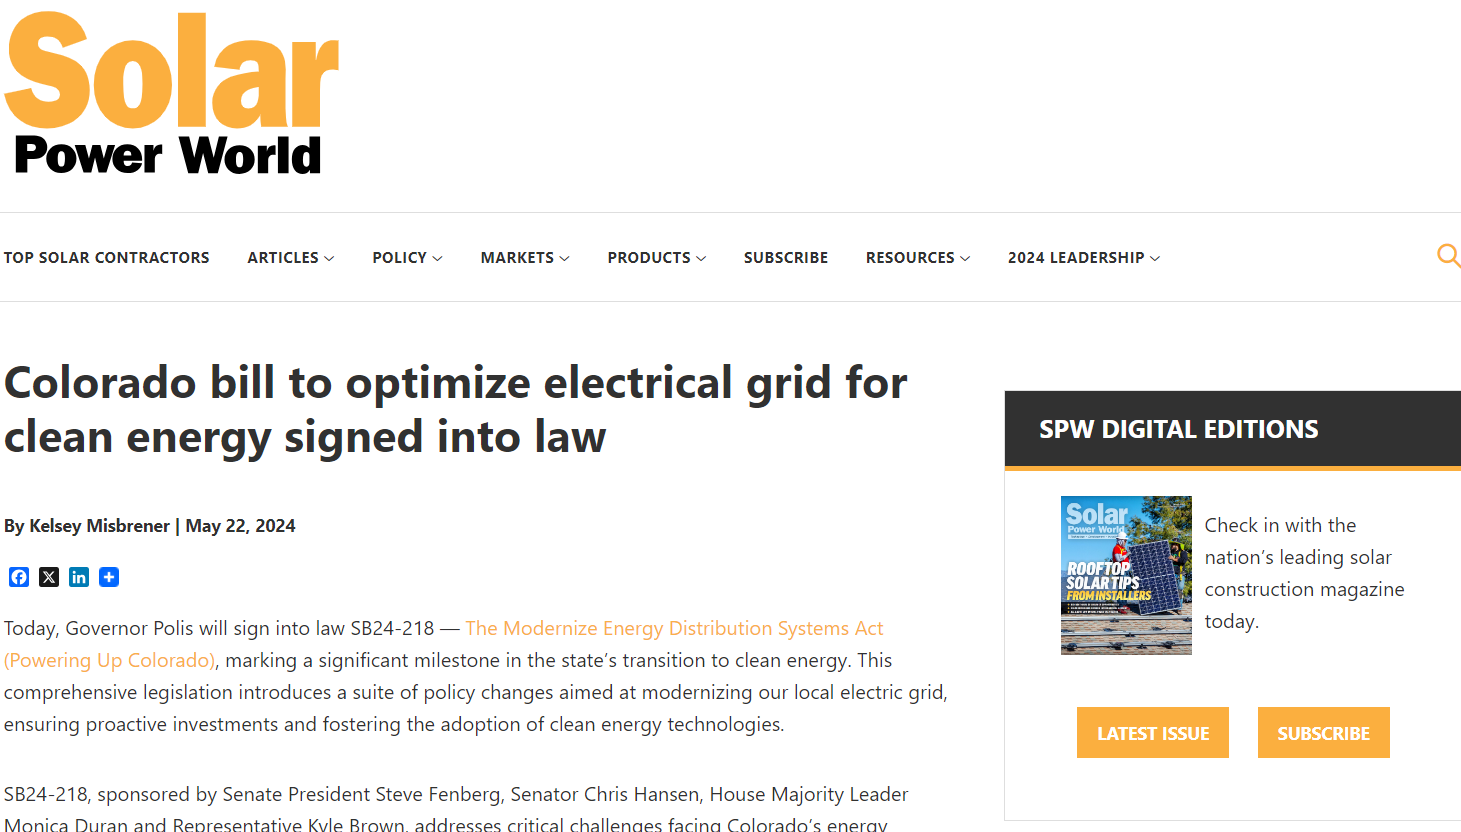 Solar
Power World
TOP SOLAR CONTRACTORS ARTICLES POLICY MARKETS PRODUCTS SUBSCRIBE RESOURCES 2024 LEADERSHIP
Colorado bill to optimize electrical grid for
clean energy signed into law
By Kelsey Misbrener | May 22, 2024
Today, Governor Polis will sign into law SB24-218 — The Modernize Energy Distribution Systems Act
(Powering Up Colorado), marking a significant milestone in the state’s transition to clean energy. This
comprehensive legislation introduces a suite of policy changes aimed at modernizing our local electric grid,
ensuring proactive investments and fostering the adoption of clean energy technologies.
SB24-218, sponsored by Senate President Steve Fenberg, Senator Chris Hansen, House Majority Leader
Monica Duran and Representative Kyle Brown, addresses critical challenges facing Colorado’s energy
SPW DIGITAL EDITIONS
Solar
Power World
ROOFTOP
SOLAR TIPS
FROM INSTALLERS
Check in with the
nation’s leading solar
construction magazine
today.
LATEST ISSUE
SUBSCRIBE